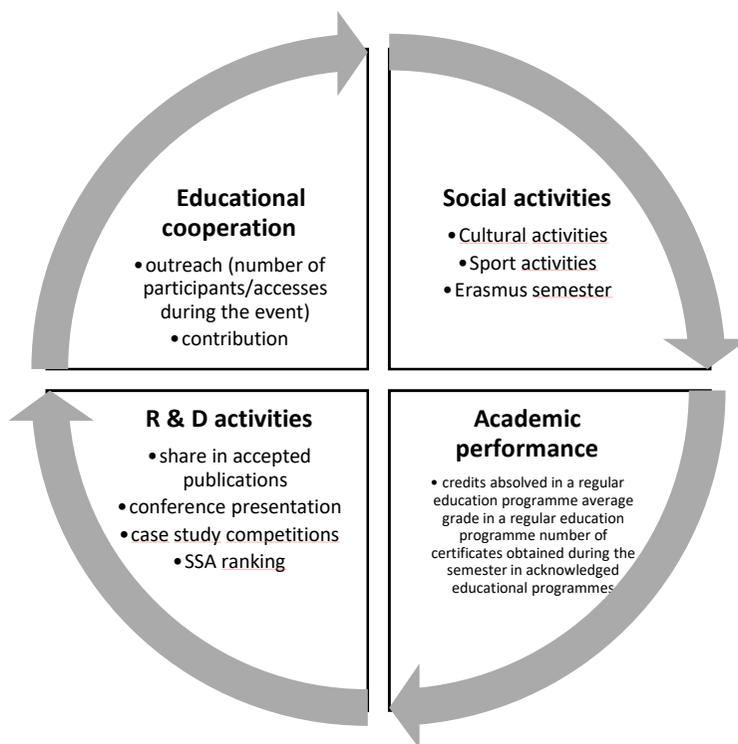 Educational
cooperation
•outreach (number of
participants/accesses
during the event)
•contribution
Social activities
•Cultural activities
•Sport activities
•Erasmus semester
R & D activities
•share in accepted
publications
•conference presentation
•case study competitions
•SSA ranking
Academic
performance
• credits absolved in a regular
education programme average
grade in a regular education
programme number of
certificates obtained during the
semester in acknowledged
educational programmes